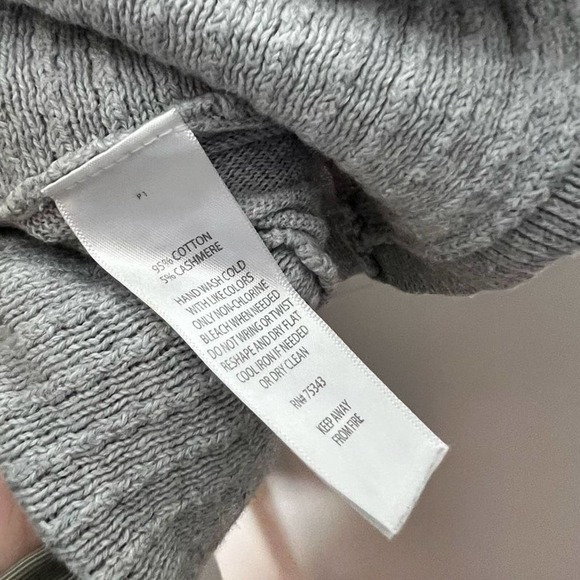 P1
95% COTTON
5% CASHMERE
HAND WASH COLD
WITH LIKE COLORS
ONLY NON-CHLORINE
BLEACH WHEN NEEDED
DO NOT WRING OR TWIST
RESHAPE AND DRY FLAT
COOL IRON IF NEEDED
OR DRY CLEAN
RN# 75343
KEEP AWAY
FROM FIRE